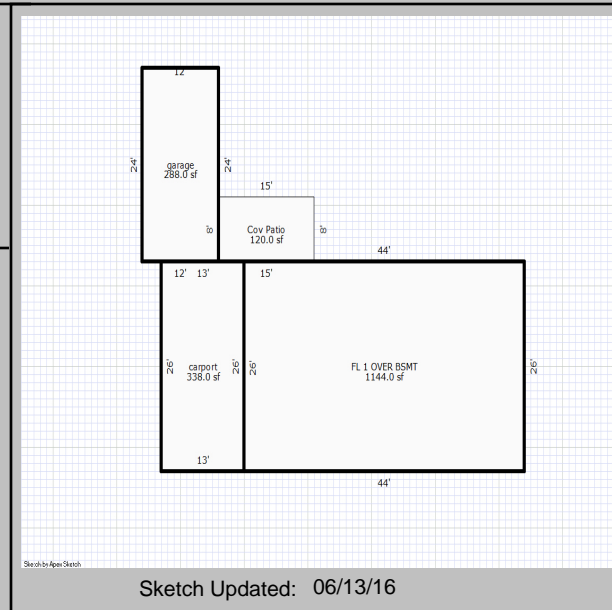 12'
24'
24'
garage
288.0 sf
15'
8'
Cov Patio
120.0 sf
8'
44'
12' 13' 15'
26'
carport
338.0 sf
26'
26'
FL 1 OVER BSMT
1144.0 sf
26'
13'
44'
Sketch by Apex Sketch
Sketch Updated: 06/13/16